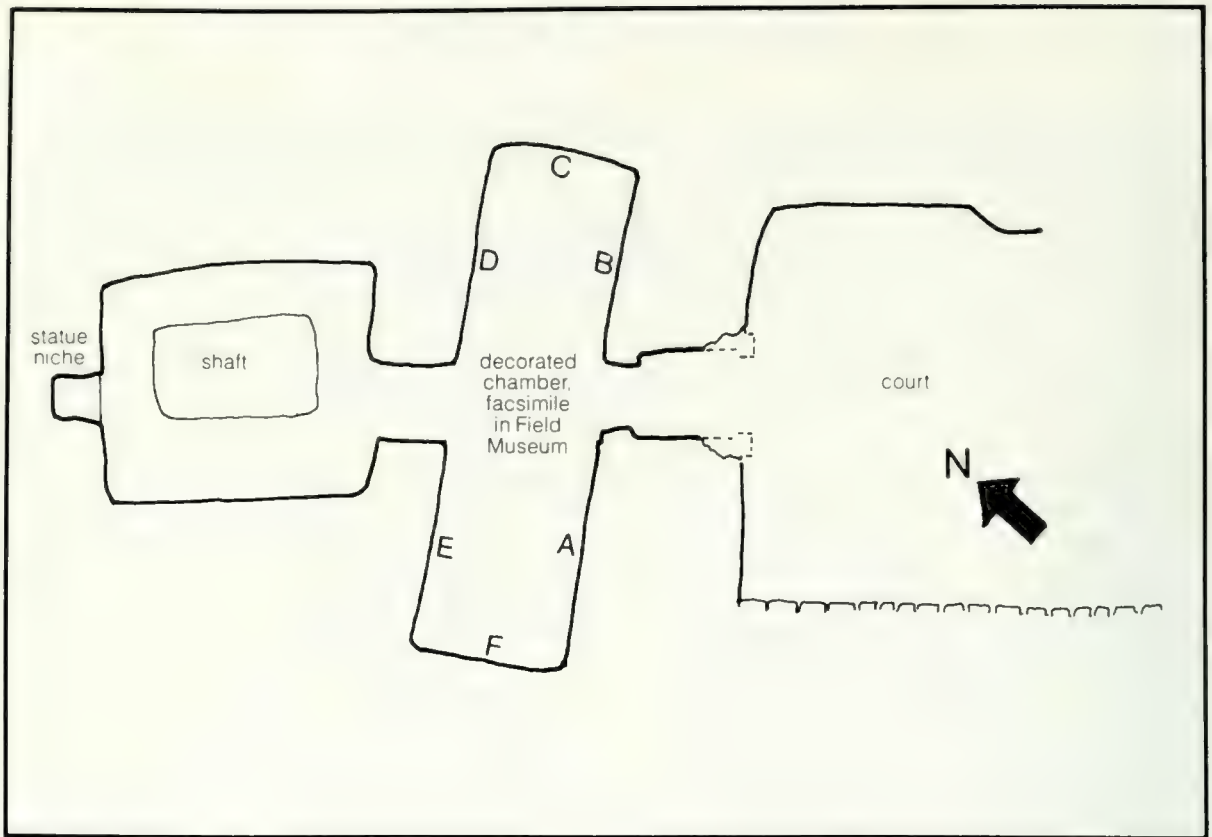 C
D
B
statue
niche
shaft
decorated
chamber,
facsimile
in Field
Museum
court
N
E
A
F